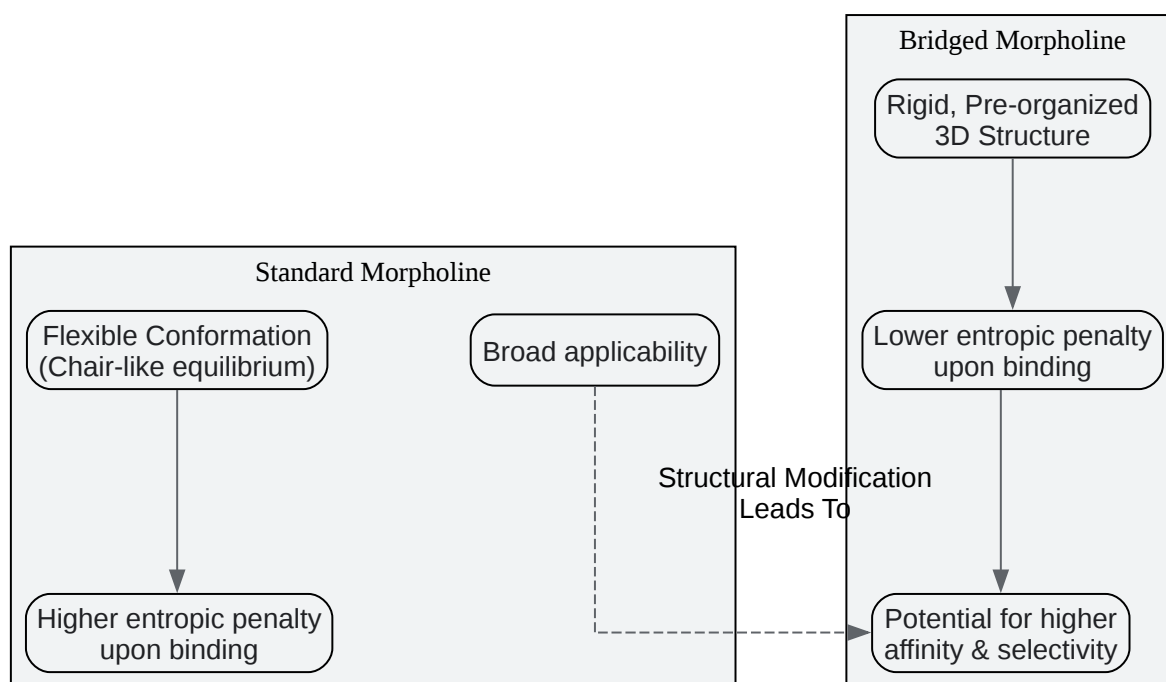 Bridged Morpholine
Rigid, Pre-organized
3D Structure
Standard Morpholine
Flexible Conformation
(Chair-like equilibrium)
Broad applicability
Lower entropic penalty
upon binding
Structural Modification
Leads To
Higher entropic penalty
upon binding
Potential for higher
affinity & selectivity